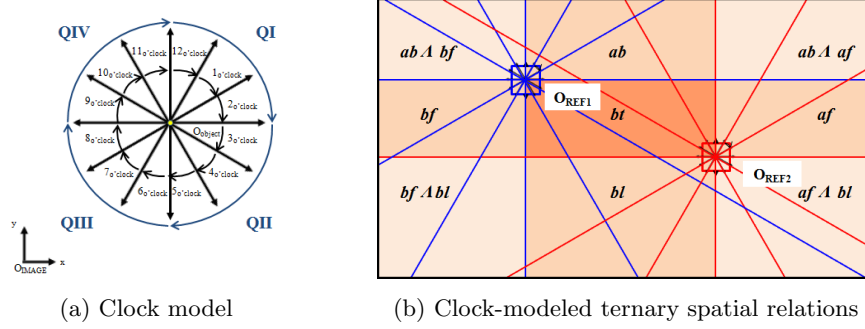 QIV
QI
11o'clock
12o'clock
10o'clock
1o'clock
9o'clock
2o'clock
Oobject
8o'clock
3o'clock
7o'clock
4o'clock
6o'clock
5o'clock
QIII
QII
y
OIMAGE
x
(a) Clock model
ab Λ bf
ab
ab Λ af
OREF1
bf
bt
af
OREF2
bf Λ bl
bl
af Λ bl
(b) Clock-modeled ternary spatial relations